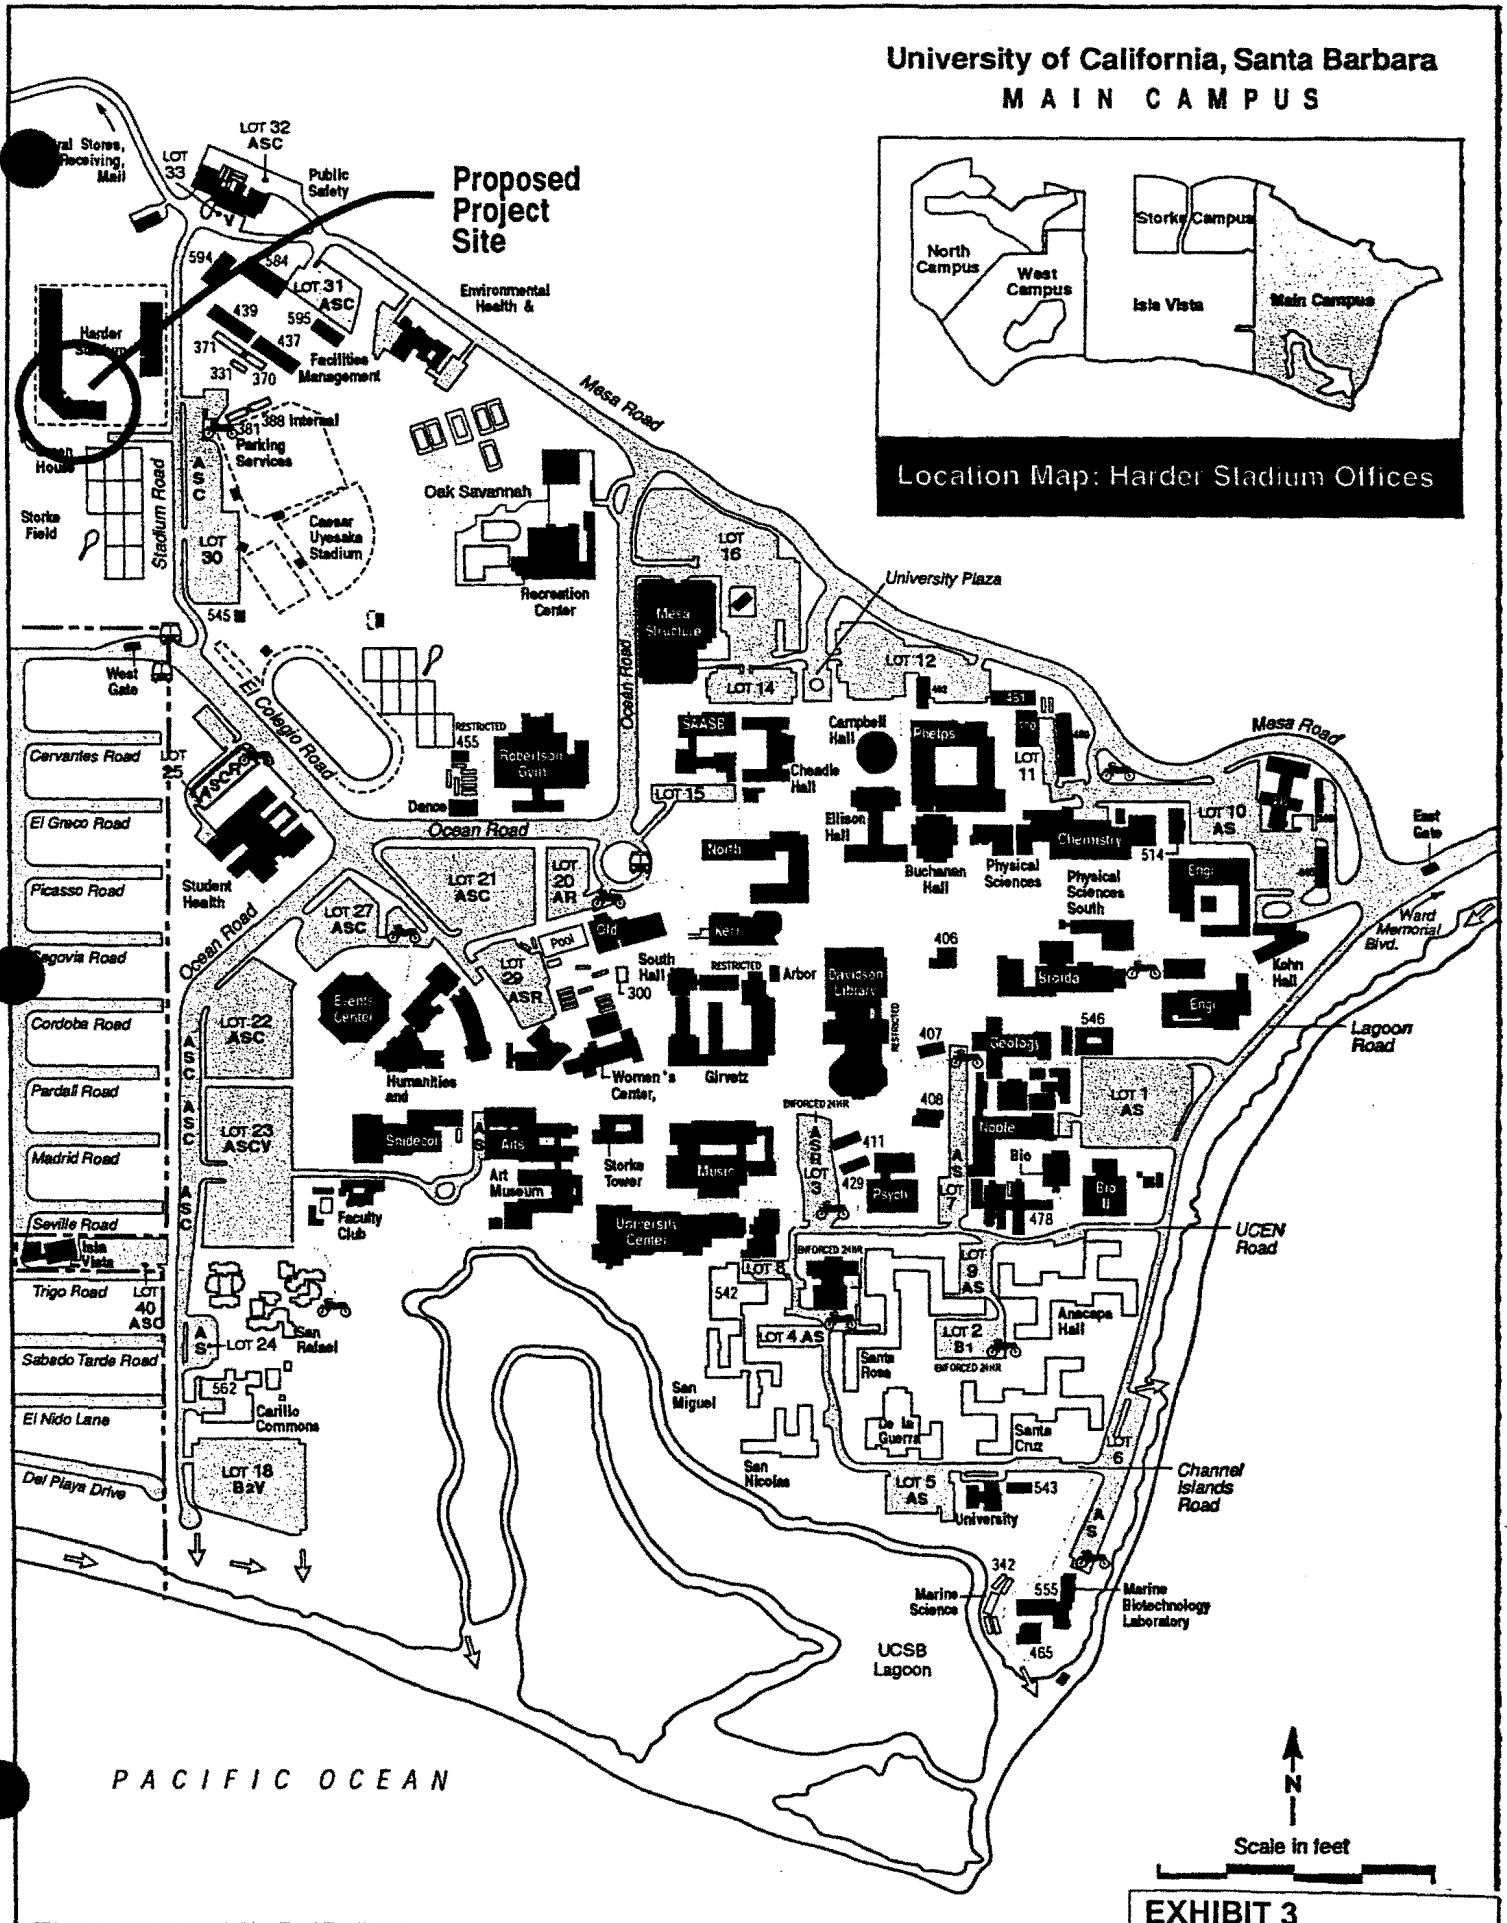 University of California, Santa Barbara
MAIN CAMPUS
Stores,
Receiving,
Mail
LOT
33
LOT 32
ASC
Public
Safety
Proposed
Project
Site
North
Campus
West
Campus
Storke Campus
Isla Vista
Main Campus
Location Map: Harder Stadium Offices
594
584
LOT 31
ASC
Environmental
Health &
439
595
437
371
331
370
Facilities
Management
Harder
Stadium
House
Mesa Road
388 Internal
381
Parking
Services
ASC
Stadium Road
Storke
Field
LOT
30
Caesar
Uyesaka
Stadium
Oak Savannah
Recreation
Center
LOT
16
University Plaza
Mesa
Structure
545
West
Gate
El Colegio Road
Ocean Road
LOT 14
LOT 12
451
RESTRICTED
455
Robertson
Gym
Dance
SAASB
Cheadle
Hall
Campbell
Hall
Phelps
LOT
11
Mesa Road
Cervantes Road
LOT
25
LOT 15
El Greco Road
Ocean Road
Ellison
Hall
LOT 10
AS
East
Gate
North
Buchanan
Hall
Physical
Sciences
Chemistry
514
Physical
Sciences
South
Engr
Picasso Road
Student
Health
LOT 21
ASC
LOT
20
AR
LOT 27
ASC
Ocean Road
Pool
Old
Kerr
Ward
Memorial
Blvd.
Kohn
Hall
LOT
29
ASR
South
Hall
300
RESTRICTED
Arbor
Davidson
Library
RESTRICTED
406
Broida
Engr
Events
Center
Cordoba Road
LOT 22
ASC
ASC
Humanities
and
Women's
Center,
Girvetz
407
Geology
546
Lagoon
Road
Pardall Road
LOT 23
ASCV
ASC
ENFORCED 24HR
408
Noble
LOT 1
AS
Madrid Road
Snidecor
AS
Arts
Storke
Tower
Music
ASR
LOT
3
411
429
Psych
AS
LOT
7
Bio
478
Bio
II
Art
Museum
Faculty
Club
ASC
Seville Road
University
Center
UCEN
Road
Isla
Vista
Trigo Road
LOT
40
ASC
ENFORCED 24HR
LOT 8
542
LOT
9
AS
Anacapa
Hall
San
Rafael
AS
LOT 24
LOT 4 AS
LOT 2
B1
ENFORCED 24HR
Sabado Tarde Road
Santa
Rosa
San
Miguel
562
Carillo
Commons
El Nido Lane
De la
Guerra
Santa
Cruz
LOT
6
San
Nicolas
Del Playa Drive
LOT 18
B2V
LOT 5
AS
543
University
Channel
Islands
Road
AS
342
Marine
Science
555
Marine
Biotechnology
Laboratory
465
UCSB
Lagoon
PACIFIC OCEAN
N
Scale in feet
EXHIBIT 3